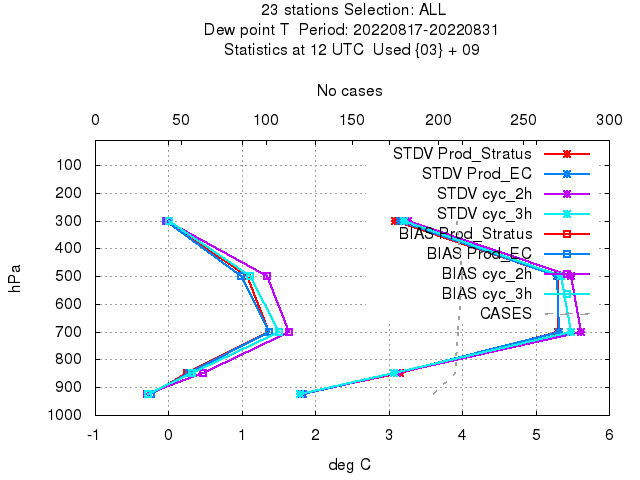 23 stations Selection: ALL
Dew point T  Period: 20220817-20220831
Statistics at 12 UTC  Used {03} + 09
No cases
0 50 100 150 200 250 300
STDV Prod_Stratus
STDV Prod_EC
STDV cyc_2h
STDV cyc_3h
BIAS Prod_Stratus
BIAS Prod_EC
BIAS cyc_2h
BIAS cyc_3h
CASES
100
200
300
400
500
600
700
800
900
1000
hPa
-1 0 1 2 3 4 5 6
deg C